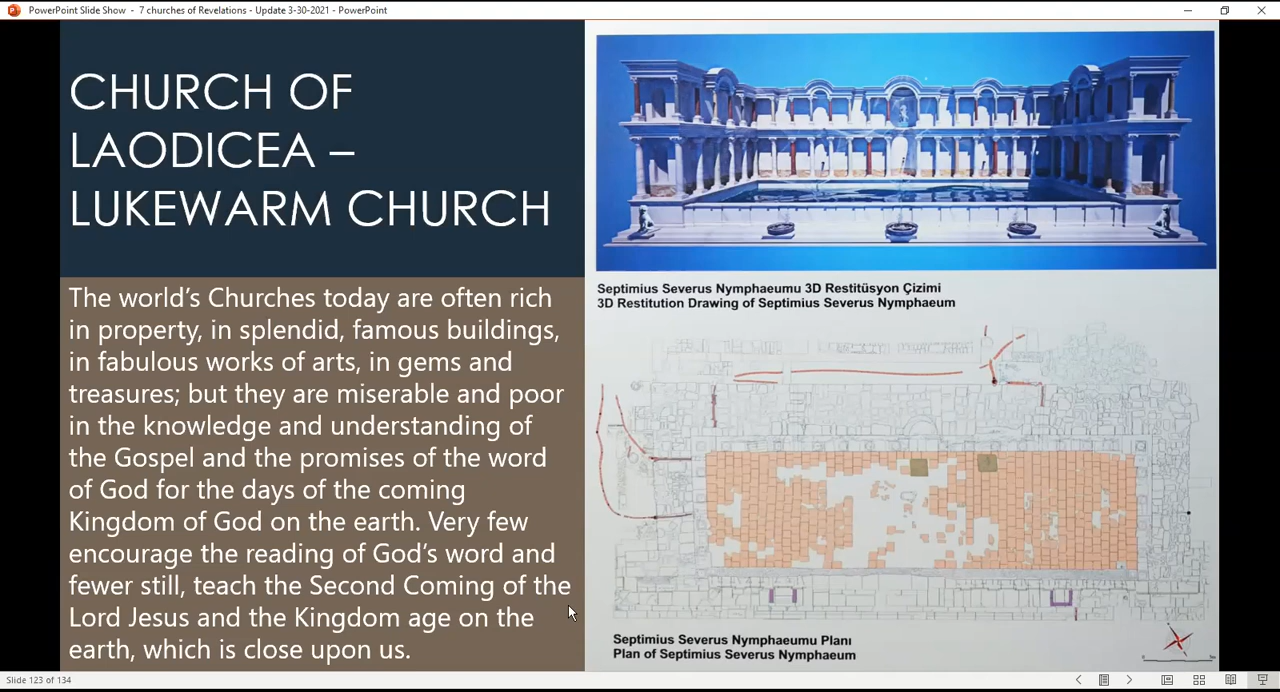 PowerPoint Slide Show - 7 churches of Revelations - Update 3-30-2021 - PowerPoint
CHURCH OF
LAODICEA –
LUKEWARM CHURCH
The world's Churches today are often rich
in property, in splendid, famous buildings,
in fabulous works of arts, in gems and
treasures; but they are miserable and poor
in the knowledge and understanding of
the Gospel and the promises of the word
of God for the days of the coming
Kingdom of God on the earth. Very few
encourage the reading of God's word and
fewer still, teach the Second Coming of the
Lord Jesus and the Kingdom age on the
earth, which is close upon us.
Septimius Severus Nymphaeumu 3D Restitüsyon Çizimi
3D Restitution Drawing of Septimius Severus Nymphaeum
Septimius Severus Nymphaeumu Planı
Plan of Septimius Severus Nymphaeum
Slide 123 of 134